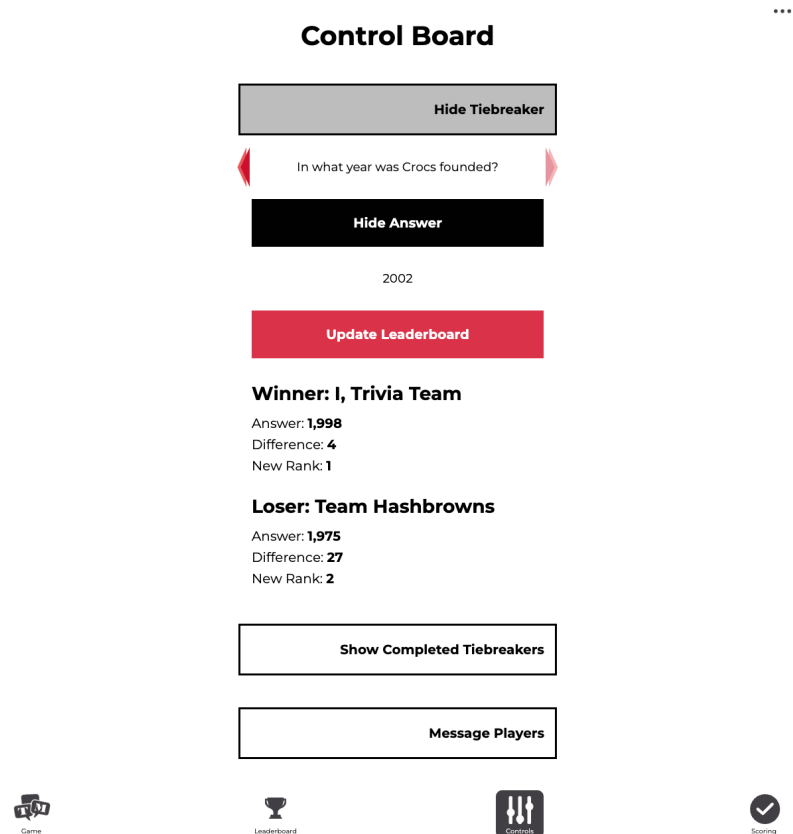 Control Board
Hide Tiebreaker
In what year was Crocs founded?
Hide Answer
2002
Update Leaderboard
Winner: I, Trivia Team
Answer: 1,998
Difference: 4
New Rank: 1
Loser: Team Hashbrowns
Answer: 1,975
Difference: 27
New Rank: 2
Show Completed Tiebreakers
Message Players
TM
Game
Leaderboard
Controls
Scoring